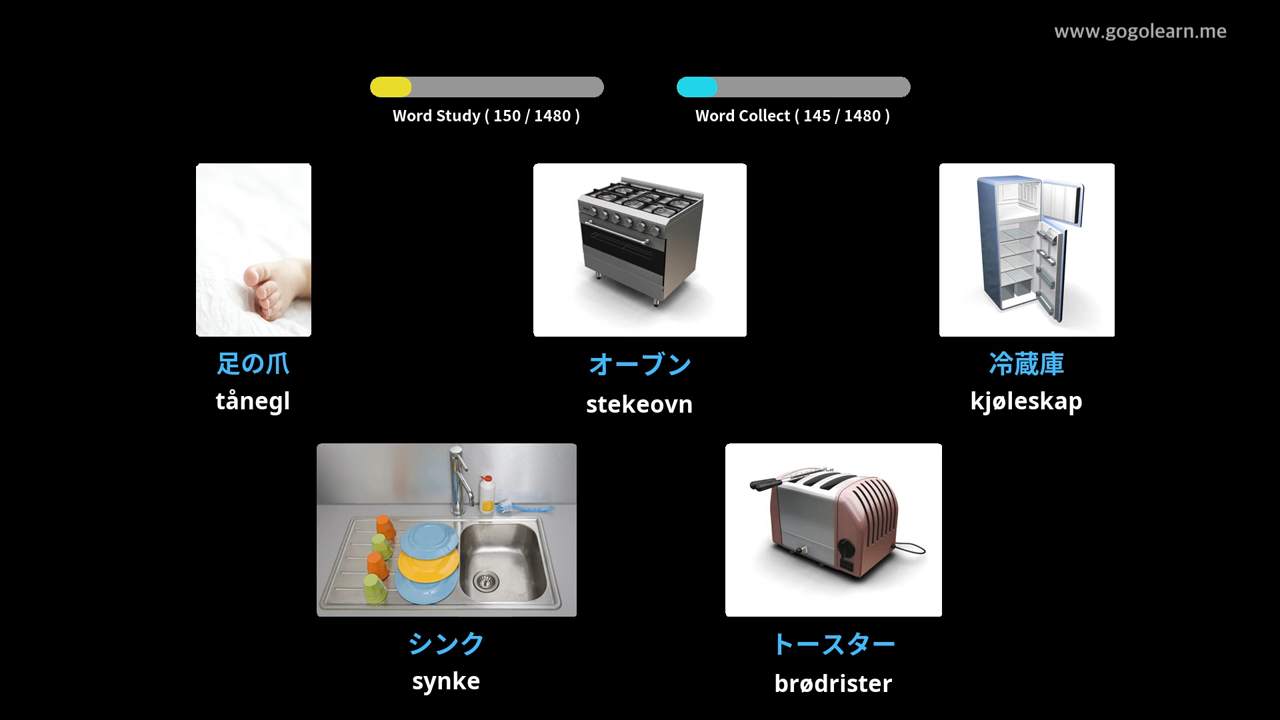 www.gogolearn.me
Word Study ( 150 / 1480 )
Word Collect ( 145 / 1480 )
足の爪
tånegl
オーブン
stekeovn
冷蔵庫
kjøleskap
シンク
synke
トースター
brødrister